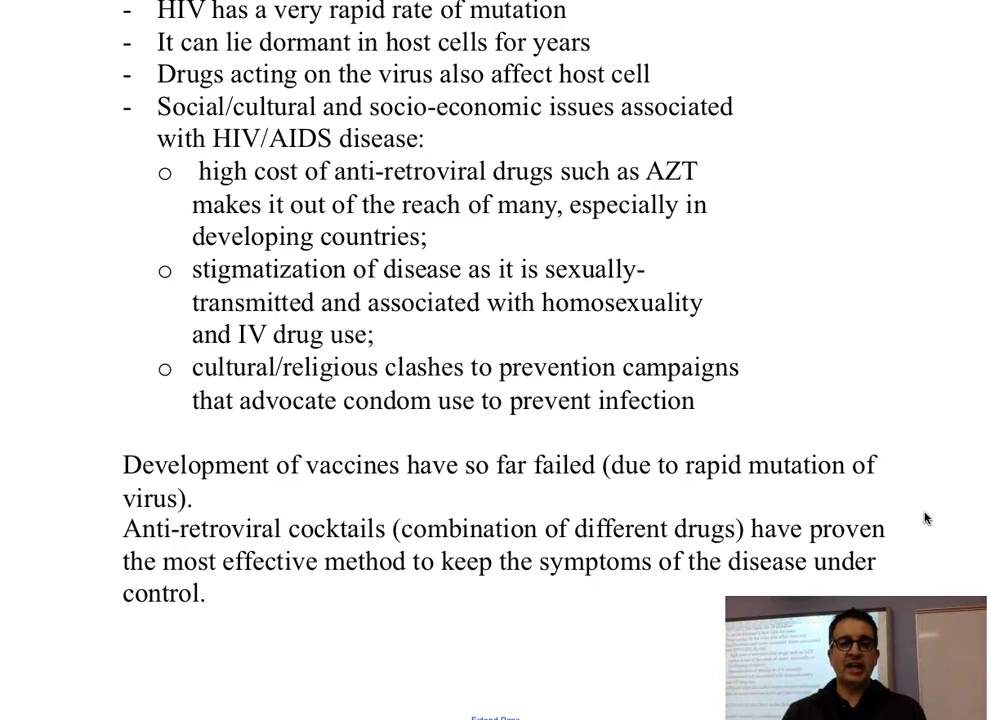 - HIV has a very rapid rate of mutation
- It can lie dormant in host cells for years
- Drugs acting on the virus also affect host cell
- Social/cultural and socio-economic issues associated
with HIV/AIDS disease:
o high cost of anti-retroviral drugs such as AZT
makes it out of the reach of many, especially in
developing countries;
o stigmatization of disease as it is sexually-
transmitted and associated with homosexuality
and IV drug use;
o cultural/religious clashes to prevention campaigns
that advocate condom use to prevent infection
Development of vaccines have so far failed (due to rapid mutation of
virus).
Anti-retroviral cocktails (combination of different drugs) have proven
the most effective method to keep the symptoms of the disease under
control.
Extend Page